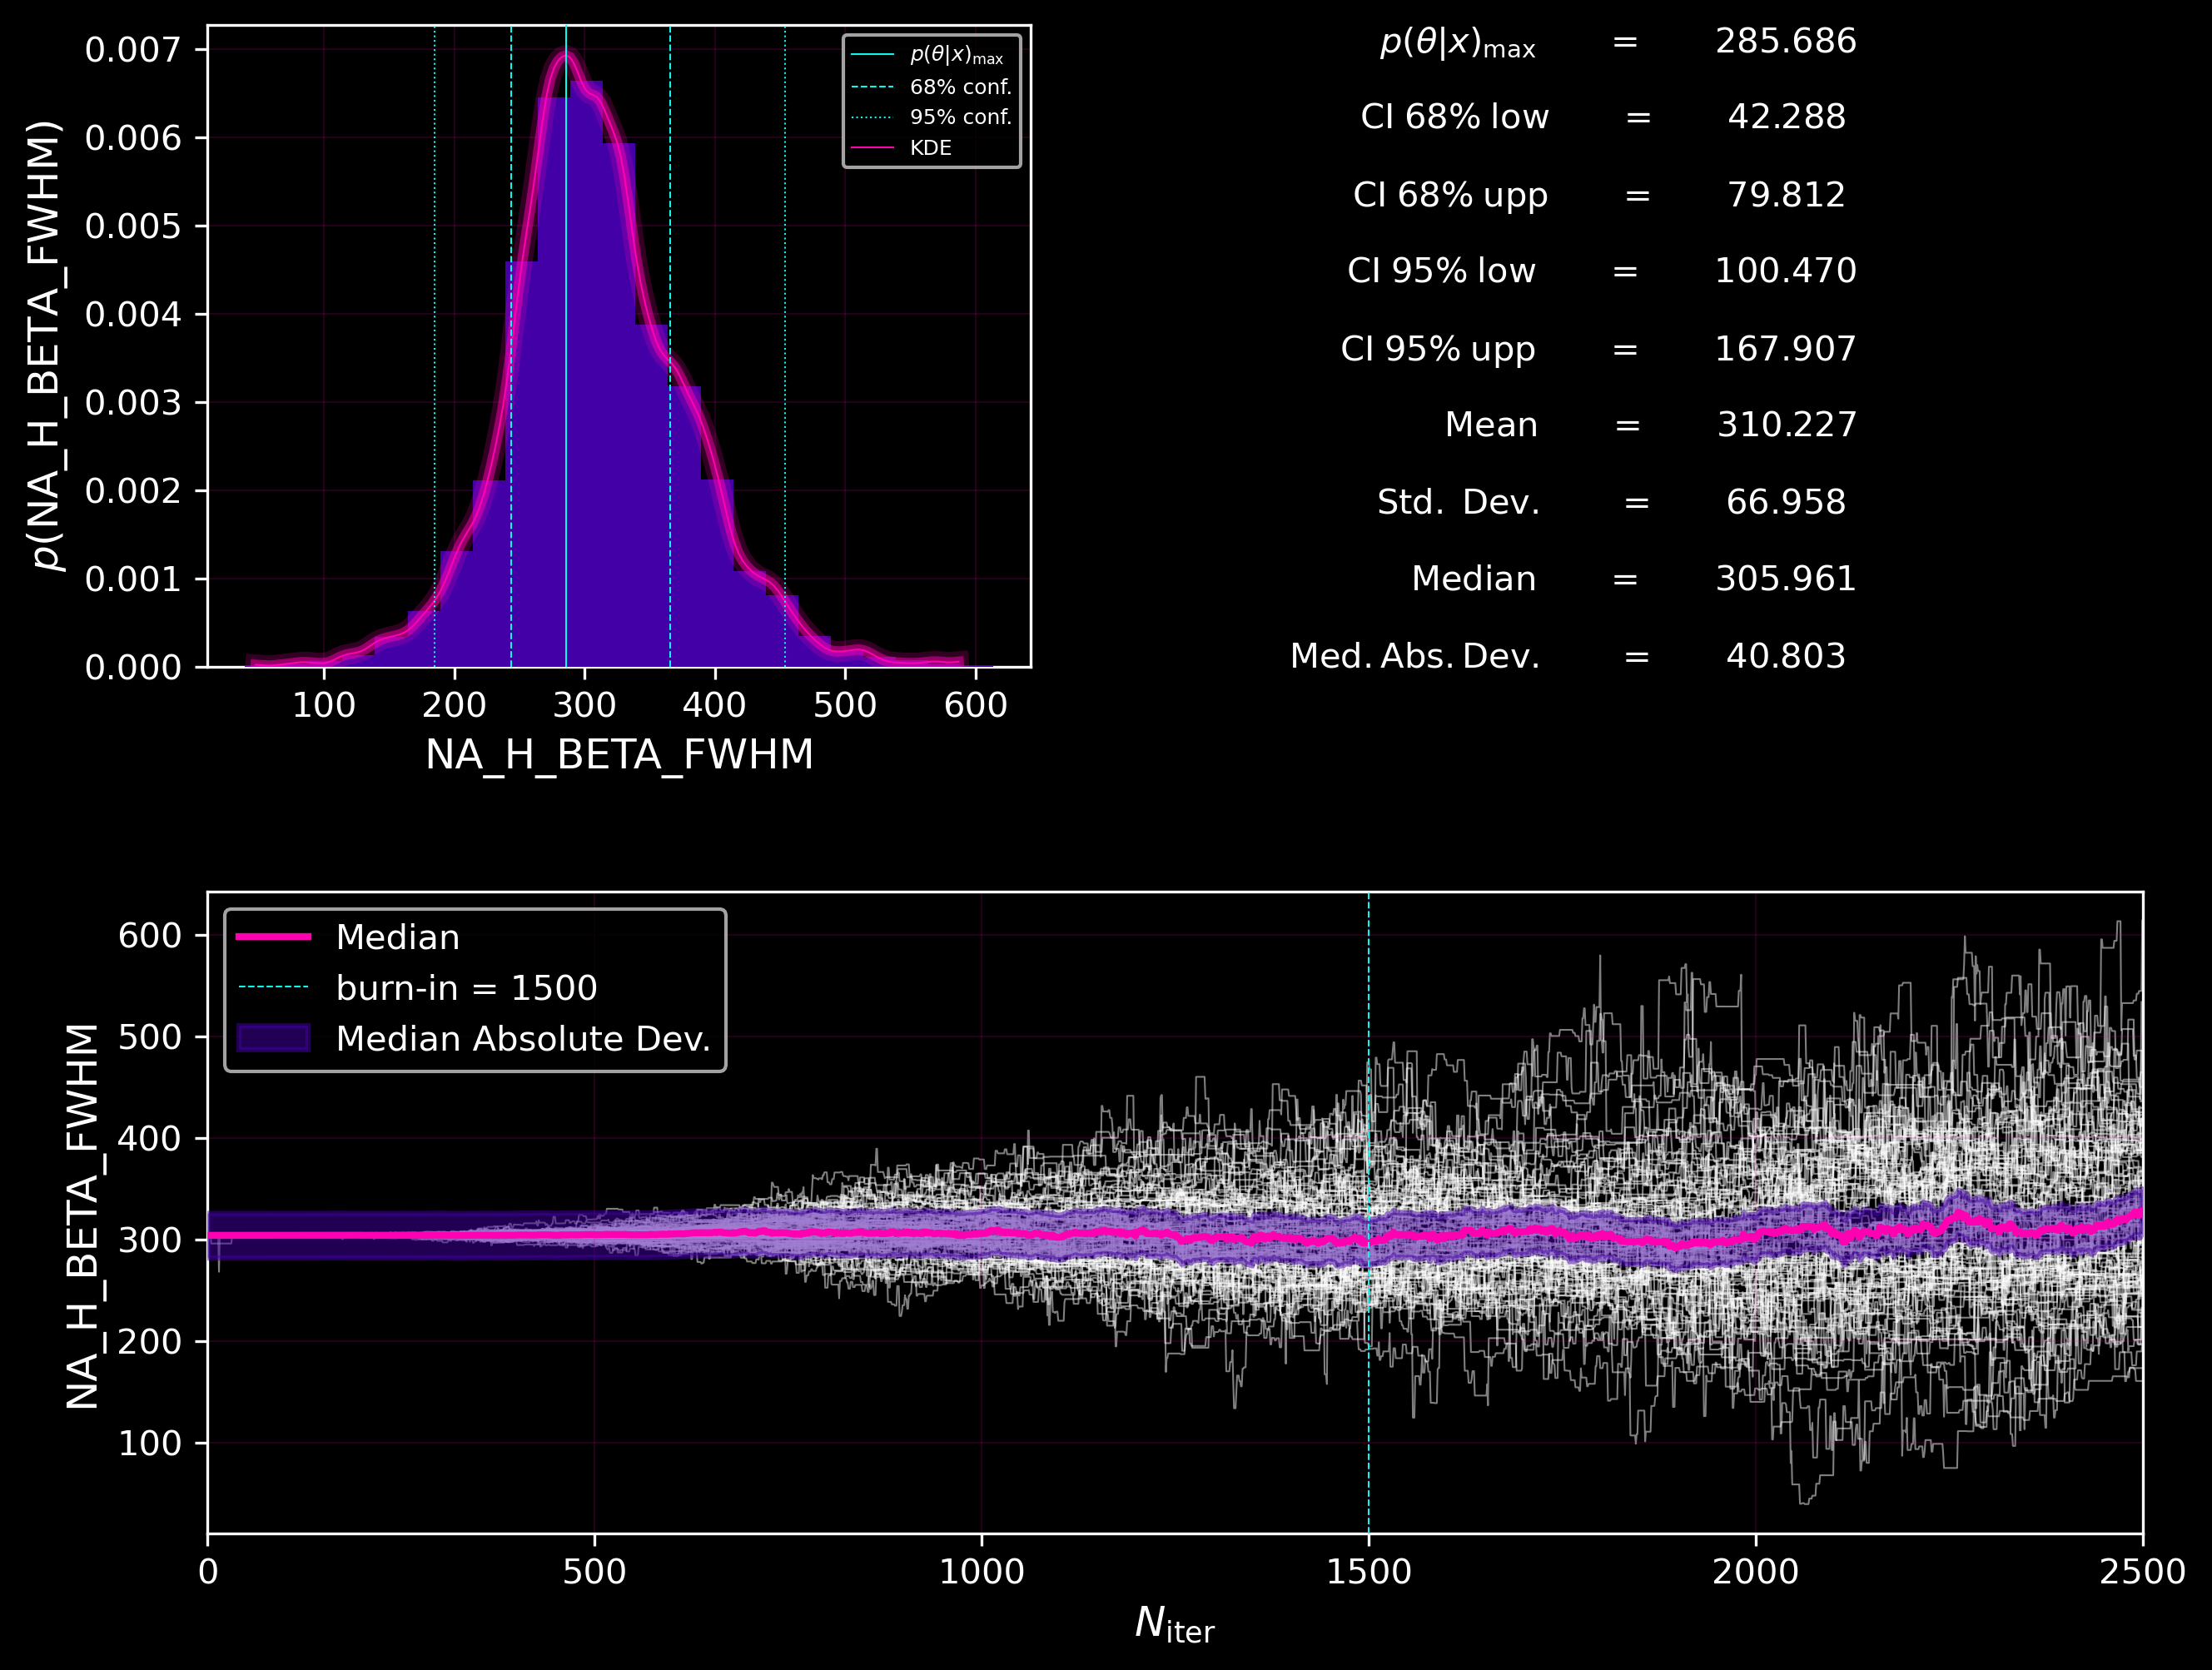 0.007
0.006
0.005
0.004
0.003
0.002
0.001
0.000
p(NA_H_BETA_FWHM)
100 200 300 400 500 600
NA_H_BETA_FWHM
p(θ|x)max
68% conf.
95% conf.
KDE
p(θ|x)max = 285.686
CI 68% low = 42.288
CI 68% upp = 79.812
CI 95% low = 100.470
CI 95% upp = 167.907
Mean = 310.227
Std. Dev. = 66.958
Median = 305.961
Med. Abs. Dev. = 40.803
600
500
400
300
200
100
NA_H_BETA_FWHM
Median
burn-in = 1500
Median Absolute Dev.
0 500 1000 1500 2000 2500
Niter